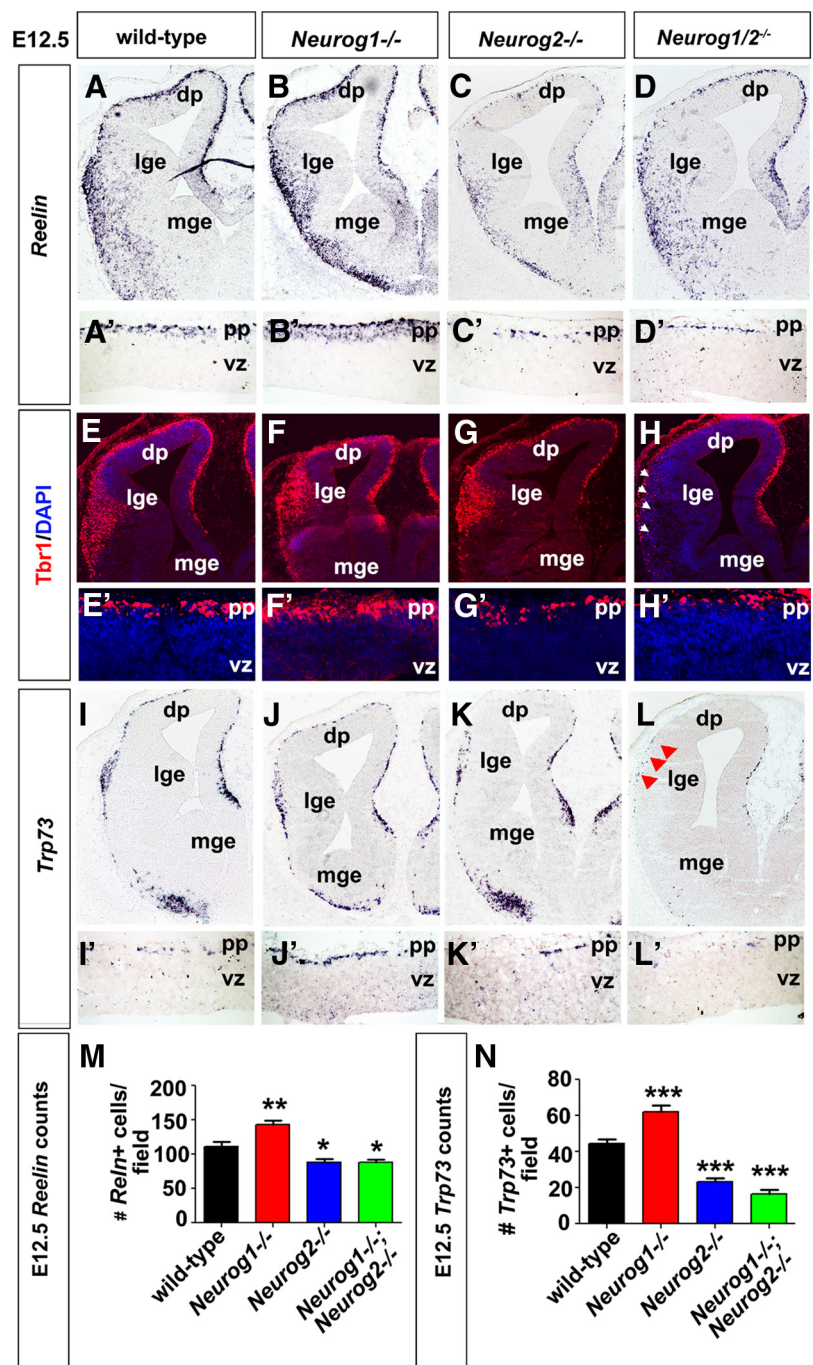 E12.5 wild-type Neurog1-/- Neurog2-/- Neurog1/2-/-
Reelin
A B C D
dp dp dp dp
lge lge lge lge
mge mge mge mge
A' B' C' D'
pp pp pp pp
vz vz vz vz
Tbr1/DAPI
E F G H
dp dp dp dp
lge lge lge lge
mge mge mge mge
E' F' G' H'
pp pp pp pp
vz vz vz vz
Trp73
I J K L
dp dp dp dp
lge lge lge lge
mge mge mge mge
I' J' K' L'
pp pp pp pp
vz vz vz vz
E12.5 Reelin counts
M
# Reln+ cells/
field
200
150
100
50
0
** * *
wild-type
Neurog1-/-
Neurog2-/-
Neurog1-/-;
Neurog2-/-
E12.5 Trp73 counts
N
# Trp73+ cells/
field
80
60
40
20
0
*** *** ***
wild-type
Neurog1-/-
Neurog2-/-
Neurog1-/-;
Neurog2-/-